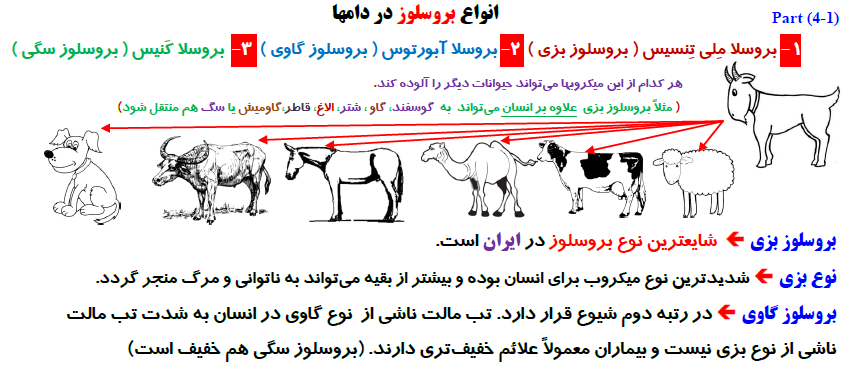 انواع بروسلوز در دامها
Part (4-1)
۱- بروسلا مِلی تِنسیس ( بروسلوز بزی ) ۲- بروسلا آبورتوس ( بروسلوز گاوی ) ۳- بروسلا کَنیس ( بروسلوز سگی )
هر کدام از این میکروبها می‌تواند حیوانات دیگر را آلوده کند.
( مثلاً بروسلوز بزی علاوه بر انسان می‌تواند به گوسفند، گاو ، شتر، الاغ، قاطر، گاومیش یا سگ هم منتقل شود)
بروسلوز بزی ← شایعترین نوع بروسلوز در ایران است.
نوع بزی ← شدیدترین نوع میکروب برای انسان بوده و بیشتر از بقیه می‌تواند به ناتوانی و مرگ منجر گردد.
بروسلوز گاوی ← در رتبه دوم شیوع قرار دارد. تب مالت ناشی از نوع گاوی در انسان به شدت تب مالت
ناشی از نوع بزی نیست و بیماران معمولاً علائم خفیف‌تری دارند. (بروسلوز سگی هم خفیف است)